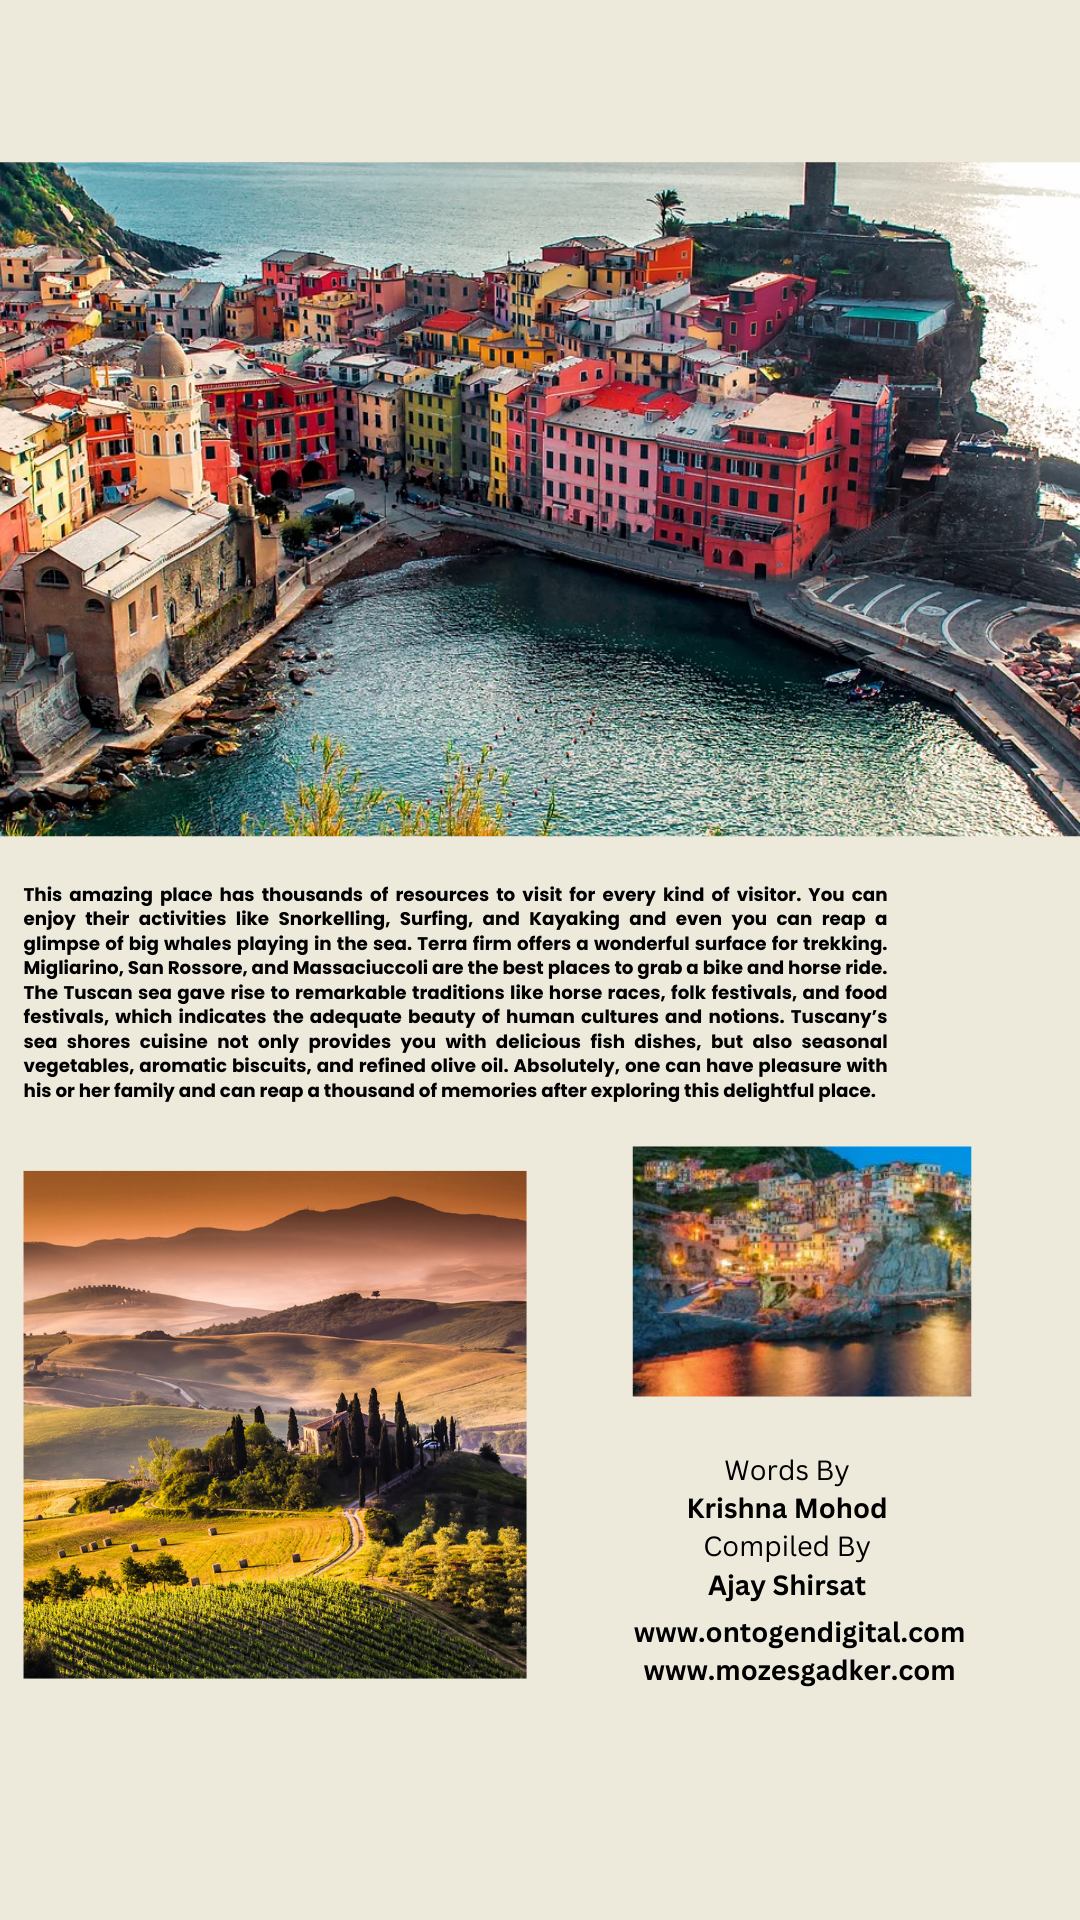 This amazing place has thousands of resources to visit for every kind of visitor. You can
enjoy their activities like Snorkelling, Surfing, and Kayaking and even you can reap a
glimpse of big whales playing in the sea. Terra firm offers a wonderful surface for trekking.
Migliarino, San Rossore, and Massaciuccoli are the best places to grab a bike and horse ride.
The Tuscan sea gave rise to remarkable traditions like horse races, folk festivals, and food
festivals, which indicates the adequate beauty of human cultures and notions. Tuscany’s
sea shores cuisine not only provides you with delicious fish dishes, but also seasonal
vegetables, aromatic biscuits, and refined olive oil. Absolutely, one can have pleasure with
his or her family and can reap a thousand of memories after exploring this delightful place.
Words By
Krishna Mohod
Compiled By
Ajay Shirsat
www.ontogendigital.com
www.mozesgadker.com